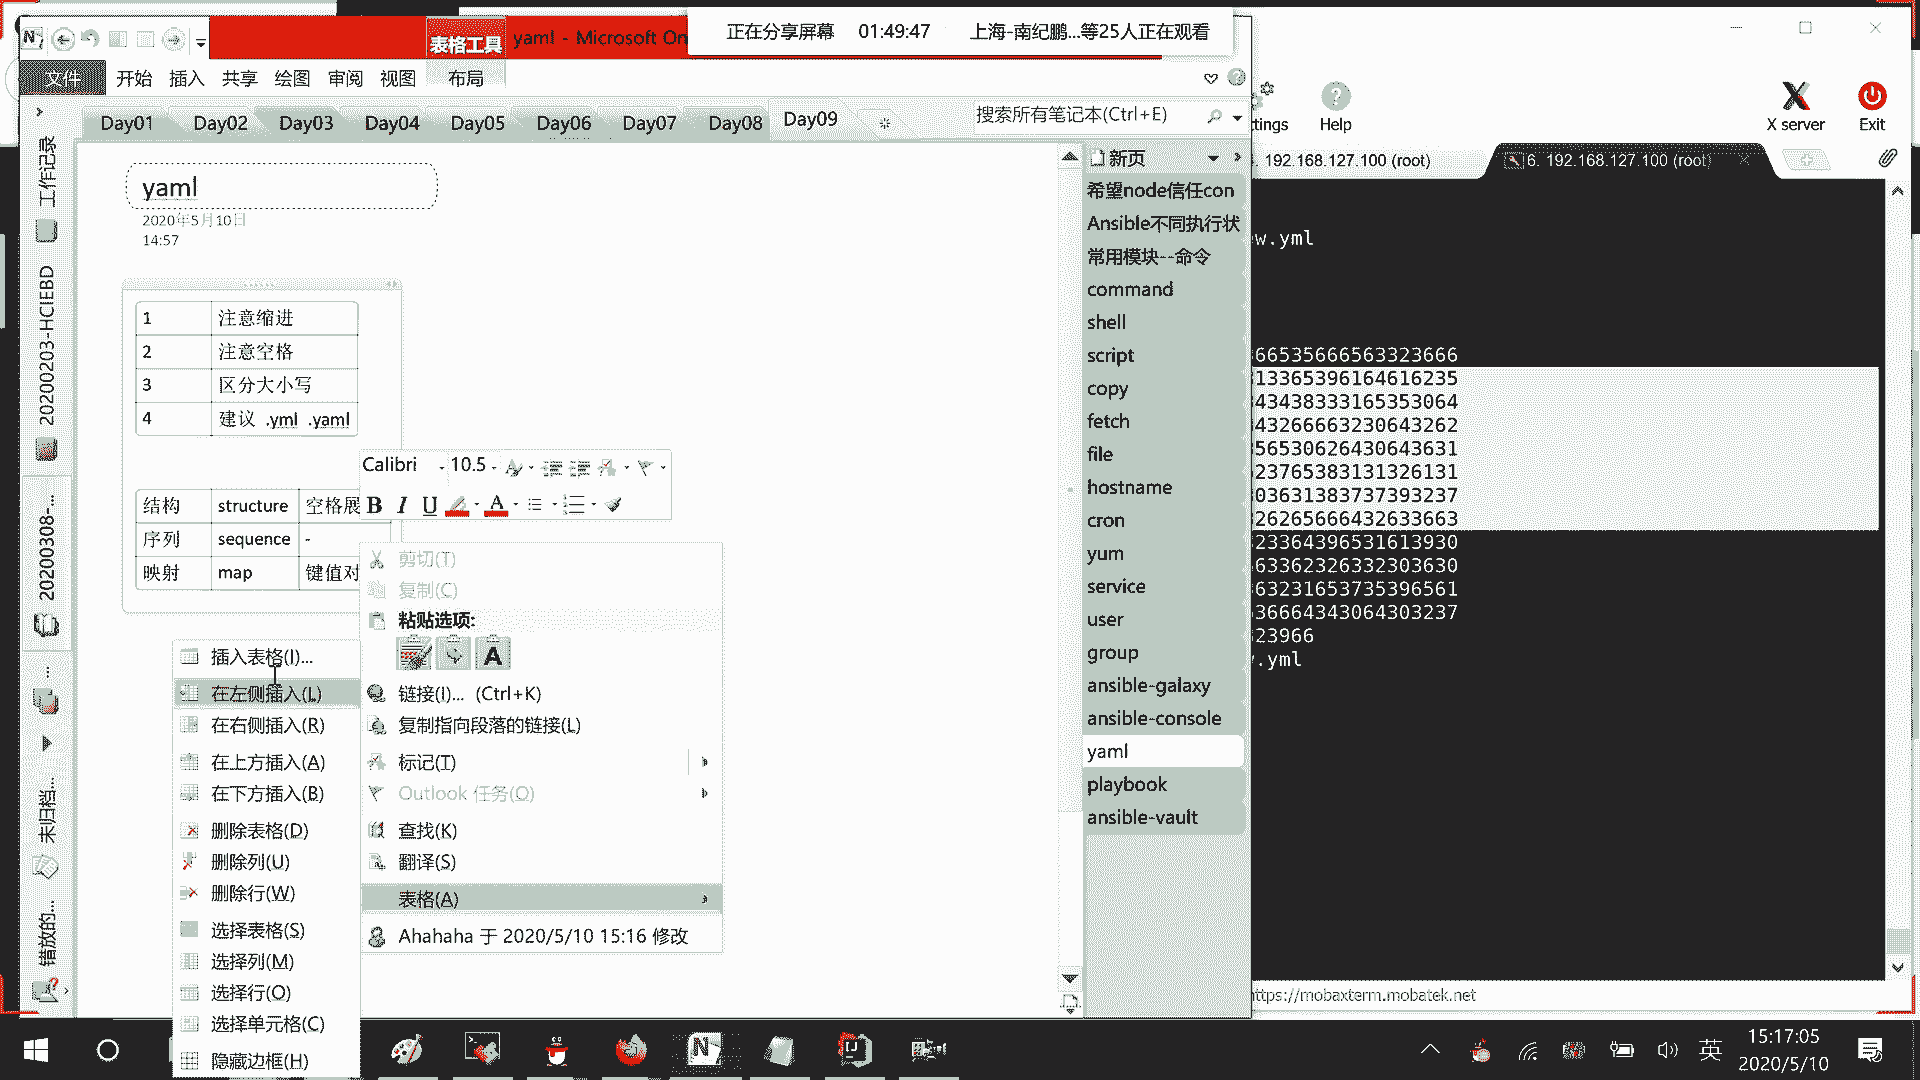 正在分享屏幕 01:49:47 上海-南纪鹏...等25人正在观看
表格工具 yaml - Microsoft On
文件 开始 插入 共享 绘图 审阅 视图 布局
Day01 Day02 Day03 Day04 Day05 Day06 Day07 Day08 Day09
搜索所有笔记本(Ctrl+E)
工作记录
20200203-HCIEBD
20200308-...
未归档...
错放的...
yaml
2020年5月10日
14:57
1 注意缩进
2 注意空格
3 区分大小写
4 建议 .yml .yaml
结构 structure 空格展
序列 sequence -
映射 map 键值对
Calibri 10.5
B I U A
剪切(T)
复制(C)
粘贴选项:
A
链接(I)... (Ctrl+K)
复制指向段落的链接(L)
标记(T)
Outlook 任务(O)
查找(K)
翻译(S)
表格(A)
Ahahaha 于 2020/5/10 15:16 修改
插入表格(I)...
在左侧插入(L)
在右侧插入(R)
在上方插入(A)
在下方插入(B)
删除表格(D)
删除列(U)
删除行(W)
选择表格(S)
选择列(M)
选择行(O)
选择单元格(C)
隐藏边框(H)
新页
希望node信任con
Ansible不同执行状
常用模块--命令
command
shell
script
copy
fetch
file
hostname
cron
yum
service
user
group
ansible-galaxy
ansible-console
yaml
playbook
ansible-vault
tings Help X server Exit
. 192.168.127.100 (root) 6. 192.168.127.100 (root)
w.yml
66535666563323666
133653961646162 35
43438333165353064
43266663230643262
56530626430643631
23765383131326131
03631383737393237
26265666432633663
23364396531613930
63362326332303630
63231653735396561
36664343064303237
23966
.yml
https://mobaxterm.mobatek.net
英 15:17:05
2020/5/10